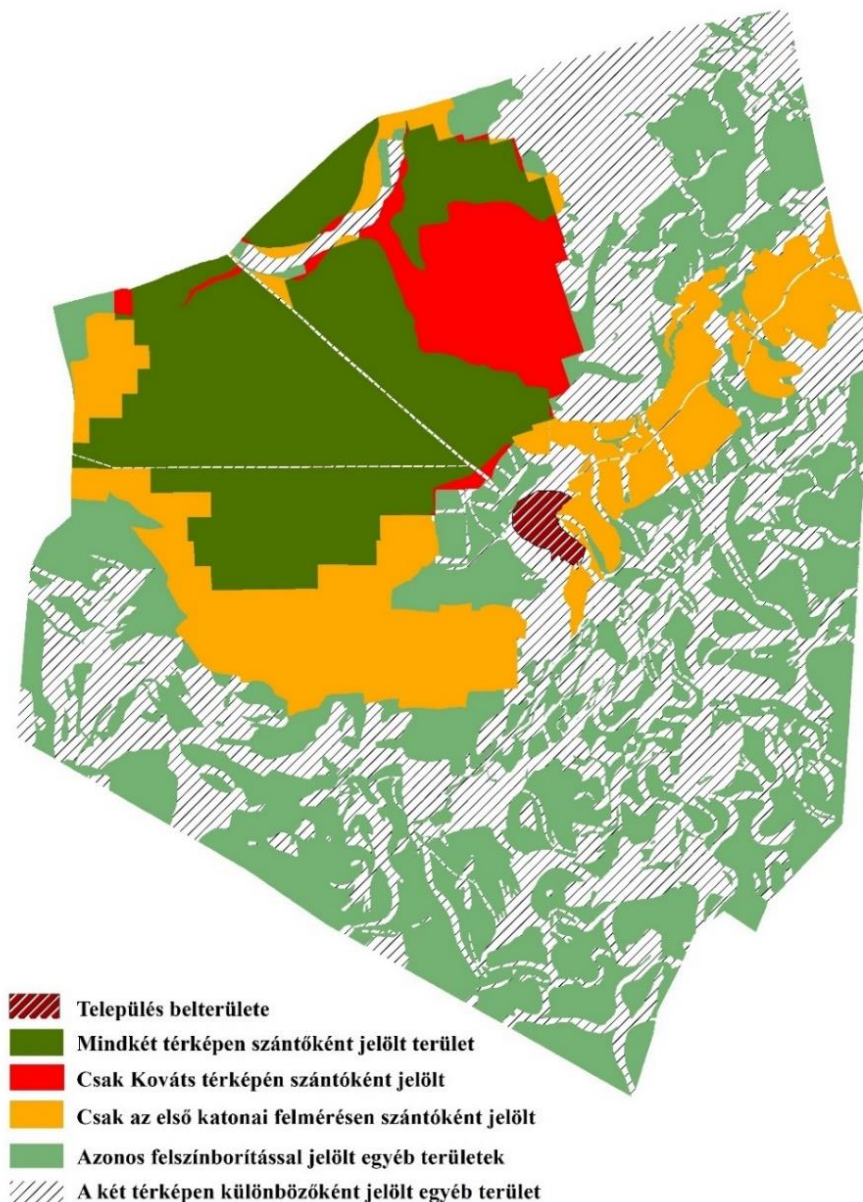 Település belterülete
Mindkét térképen szántőként jelölt terület
Csak Kováts térképén szántóként jelölt
Csak az első katonai felmérésen szántóként jelölt
Azonos felszínborítással jelölt egyéb területek
A két térképen különbözőként jelölt egyéb terület